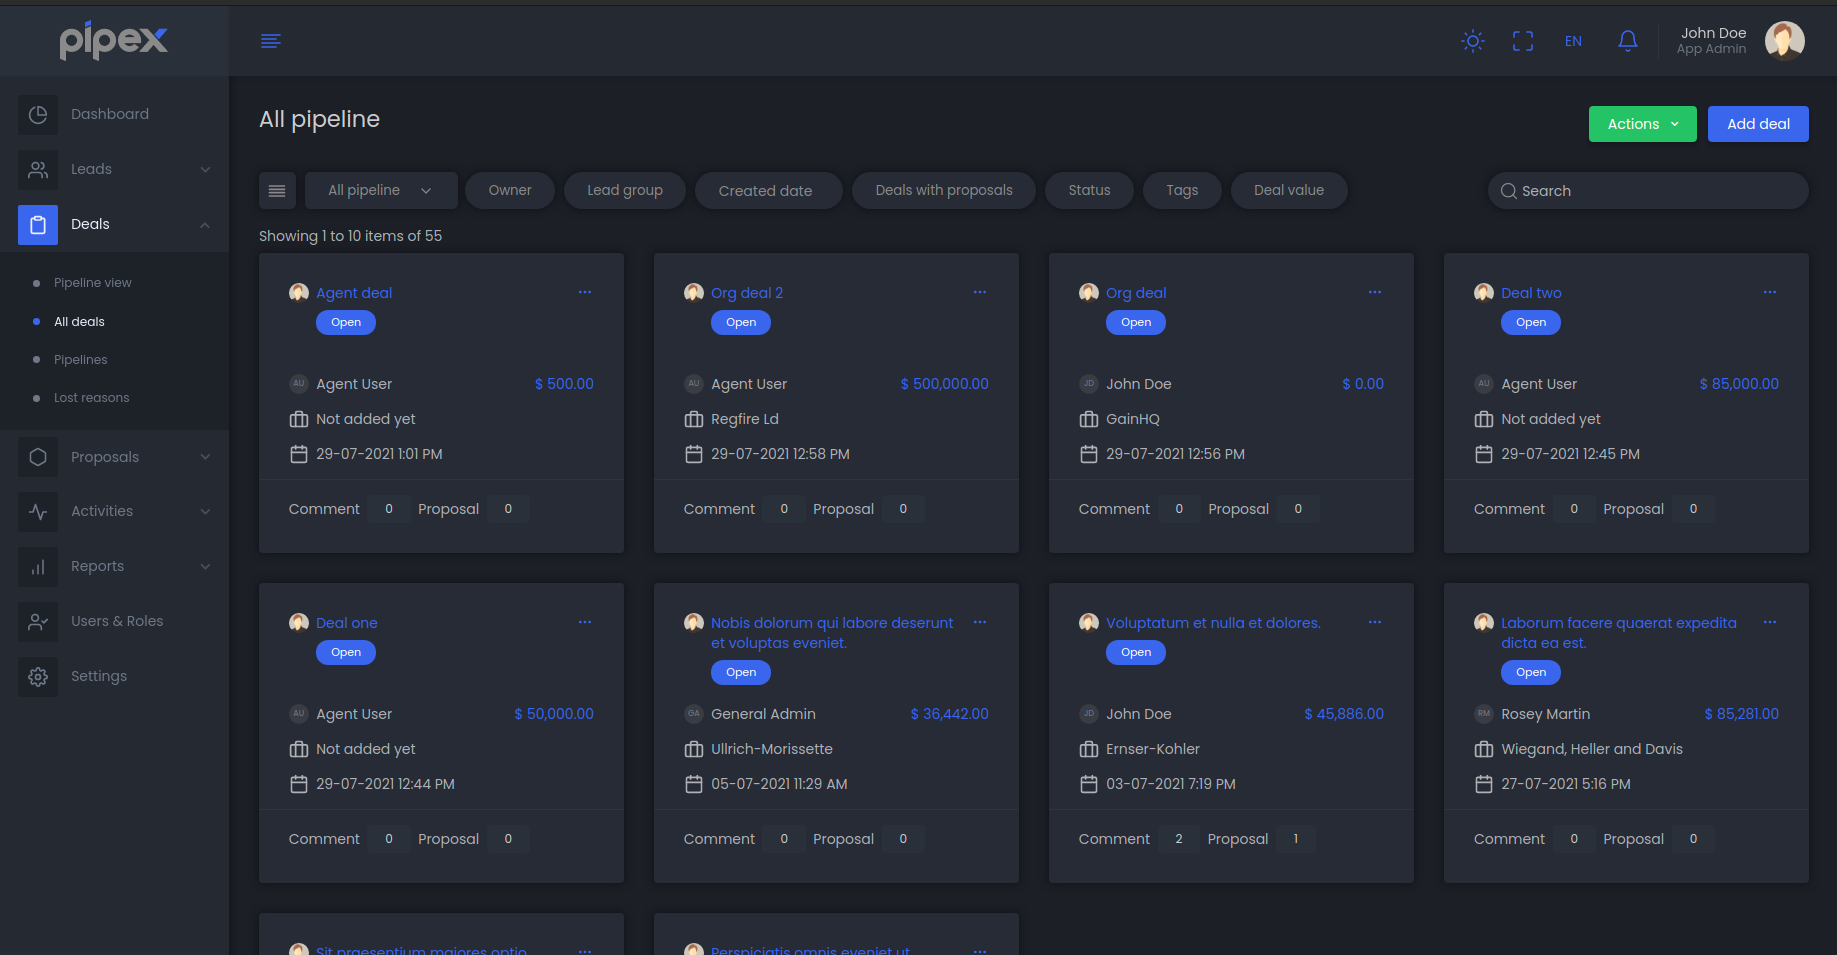 pipex
EN
John Doe
App Admin
Dashboard
Leads
Deals
Pipeline view
All deals
Pipelines
Lost reasons
Proposals
Activities
Reports
Users & Roles
Settings
All pipeline
Actions
Add deal
All pipeline
Owner
Lead group
Created date
Deals with proposals
Status
Tags
Deal value
Search
Showing 1 to 10 items of 55
Agent deal
Open
AU Agent User $ 500.00
Not added yet
29-07-2021 1:01 PM
Comment 0 Proposal 0
Org deal 2
Open
AU Agent User $ 500,000.00
Regfire Ld
29-07-2021 12:58 PM
Comment 0 Proposal 0
Org deal
Open
JD John Doe $ 0.00
GainHQ
29-07-2021 12:56 PM
Comment 0 Proposal 0
Deal two
Open
AU Agent User $ 85,000.00
Not added yet
29-07-2021 12:45 PM
Comment 0 Proposal 0
Deal one
Open
AU Agent User $ 50,000.00
Not added yet
29-07-2021 12:44 PM
Comment 0 Proposal 0
Nobis dolorum qui labore deserunt
et voluptas eveniet.
Open
GA General Admin $ 36,442.00
Ullrich-Morissette
05-07-2021 11:29 AM
Comment 0 Proposal 0
Voluptatum et nulla et dolores.
Open
JD John Doe $ 45,886.00
Ernser-Kohler
03-07-2021 7:19 PM
Comment 2 Proposal 1
Laborum facere quaerat expedita
dicta ea est.
Open
RM Rosey Martin $ 85,281.00
Wiegand, Heller and Davis
27-07-2021 5:16 PM
Comment 0 Proposal 0
Sit praesentium maiores optio
Perspiciatis omnis eveniet ut